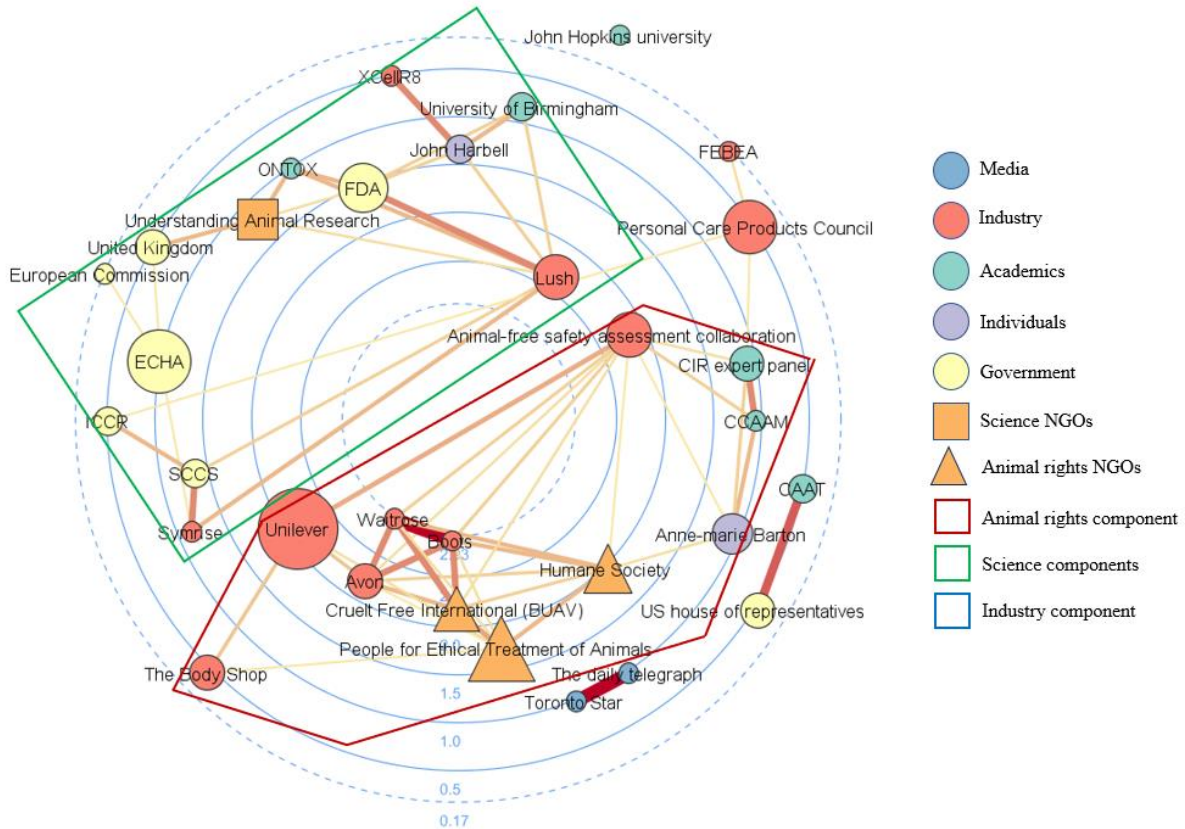 John Hopkins university
XCellR8
University of Birmingham
John Harbell
FEBEA
ONTOX
FDA
Understanding Animal Research
Personal Care Products Council
United Kingdom
European Commission
Lush
Animal-free safety assessment collaboration
ECHA
CIR expert panel
ICCR
CCAAM
SCCS
CAAT
Symrise
Unilever
Waitrose
Boots
Anne-marie Barton
Humane Society
Avon
Cruelt Free International (BUAV)
US house of representatives
People for Ethical Treatment of Animals
The Body Shop
The daily telegraph
Toronto Star
1.5
1.0
0.5
0.17
Media
Industry
Academics
Individuals
Government
Science NGOs
Animal rights NGOs
Animal rights component
Science components
Industry component